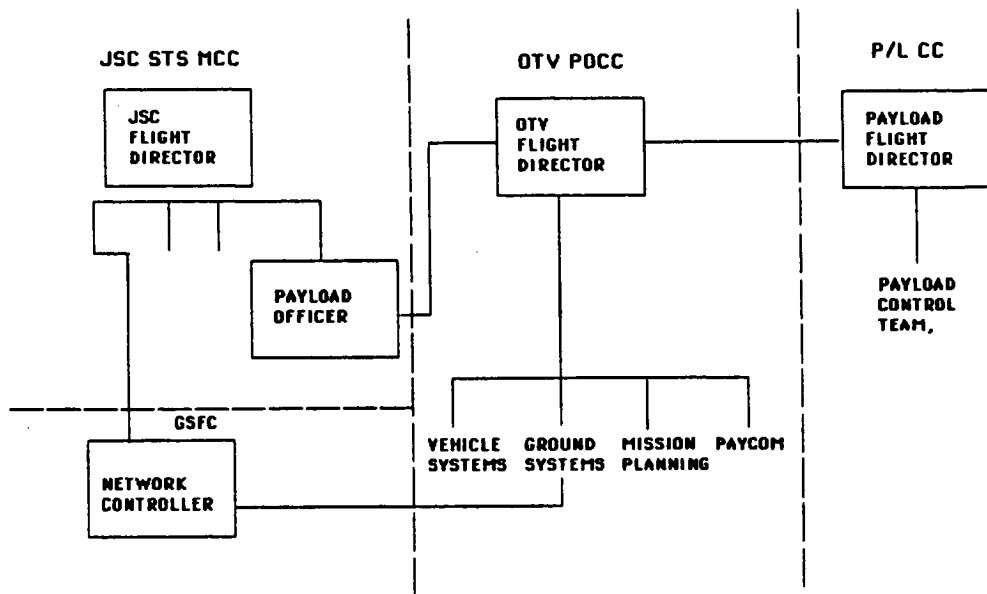 JSC STS MCC
JSC
FLIGHT
DIRECTOR
PAYLOAD
OFFICER
GSFC
NETWORK
CONTROLLER
OTV POCC
OTV
FLIGHT
DIRECTOR
VEHICLE
SYSTEMS
GROUND
SYSTEMS
MISSION
PLANNING
PAYCOM
P/L CC
PAYLOAD
FLIGHT
DIRECTOR
PAYLOAD
CONTROL
TEAM,